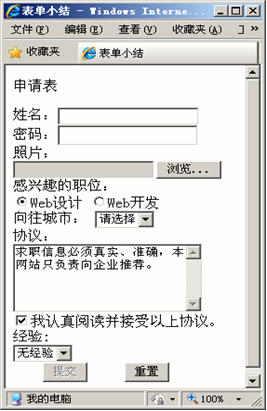 表单小结 - Windows Interne...
文件(F) 编辑(E) 查看(V) 收藏夹(A) »
收藏夹 表单小结
申请表
姓名:
密码:
照片:
浏览...
感兴趣的职位:
Web设计 Web开发
向往城市: 请选择
协议:
求职信息必须真实、准确,本
网站只负责向企业推荐。
我认真阅读并接受以上协议。
经验:
无经验
提交 重置
我的电脑 100%